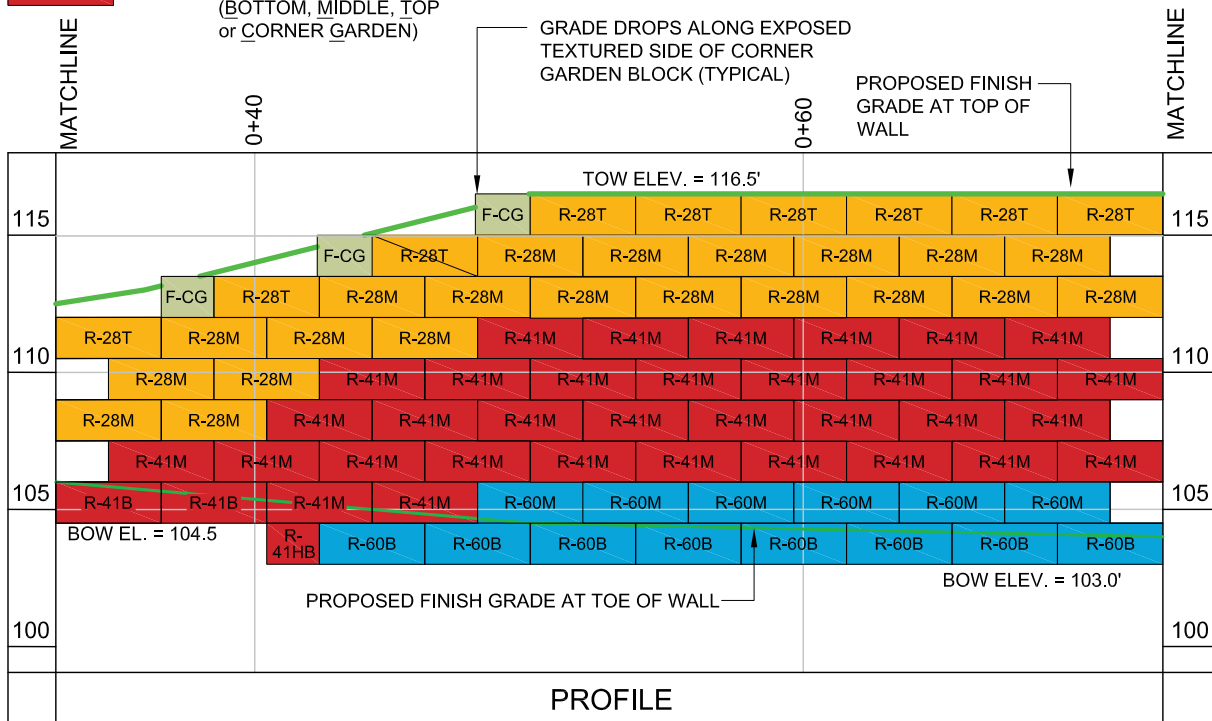 (BOTTOM, MIDDLE, TOP
or CORNER GARDEN)
GRADE DROPS ALONG EXPOSED
TEXTURED SIDE OF CORNER
GARDEN BLOCK (TYPICAL)
PROPOSED FINISH
GRADE AT TOP OF
WALL
MATCHLINE
0+40
0+60
MATCHLINE
TOW ELEV. = 116.5'
115 F-CG R-28T R-28T R-28T R-28T R-28T R-28T 115
F-CG R-28T R-28M R-28M R-28M R-28M R-28M R-28M
F-CG R-28T R-28M R-28M R-28M R-28M R-28M R-28M R-28M R-28M
R-28T R-28M R-28M R-28M R-41M R-41M R-41M R-41M R-41M R-41M
110 R-28M R-28M R-41M R-41M R-41M R-41M R-41M R-41M R-41M R-41M 110
R-28M R-28M R-41M R-41M R-41M R-41M R-41M R-41M R-41M R-41M
R-41M R-41M R-41M R-41M R-41M R-41M R-41M R-41M R-41M R-41M
105 R-41B R-41B R-41M R-41M R-60M R-60M R-60M R-60M R-60M R-60M 105
BOW EL. = 104.5
R-
41HB R-60B R-60B R-60B R-60B R-60B R-60B R-60B R-60B
BOW ELEV. = 103.0'
PROPOSED FINISH GRADE AT TOE OF WALL
100 100
PROFILE